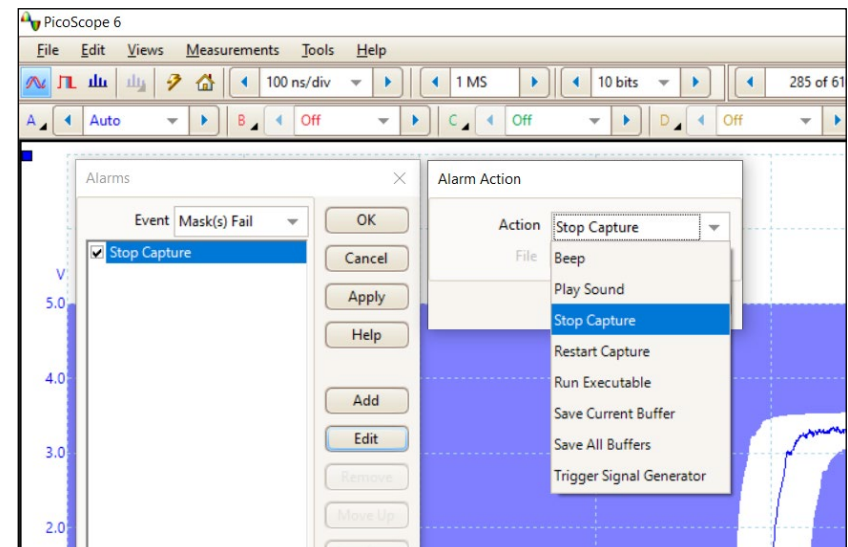 PicoScope 6
File Edit Views Measurements Tools Help
100 ns/div 1 MS 10 bits 285 of 61
A Auto B Off C Off D Off
Alarms
Event Mask(s) Fail
Stop Capture
OK
Cancel
Apply
Help
Add
Edit
Remove
Move Up
Alarm Action
Action Stop Capture
File
Beep
Play Sound
Stop Capture
Restart Capture
Run Executable
Save Current Buffer
Save All Buffers
Trigger Signal Generator
V
5.0
4.0
3.0
2.0